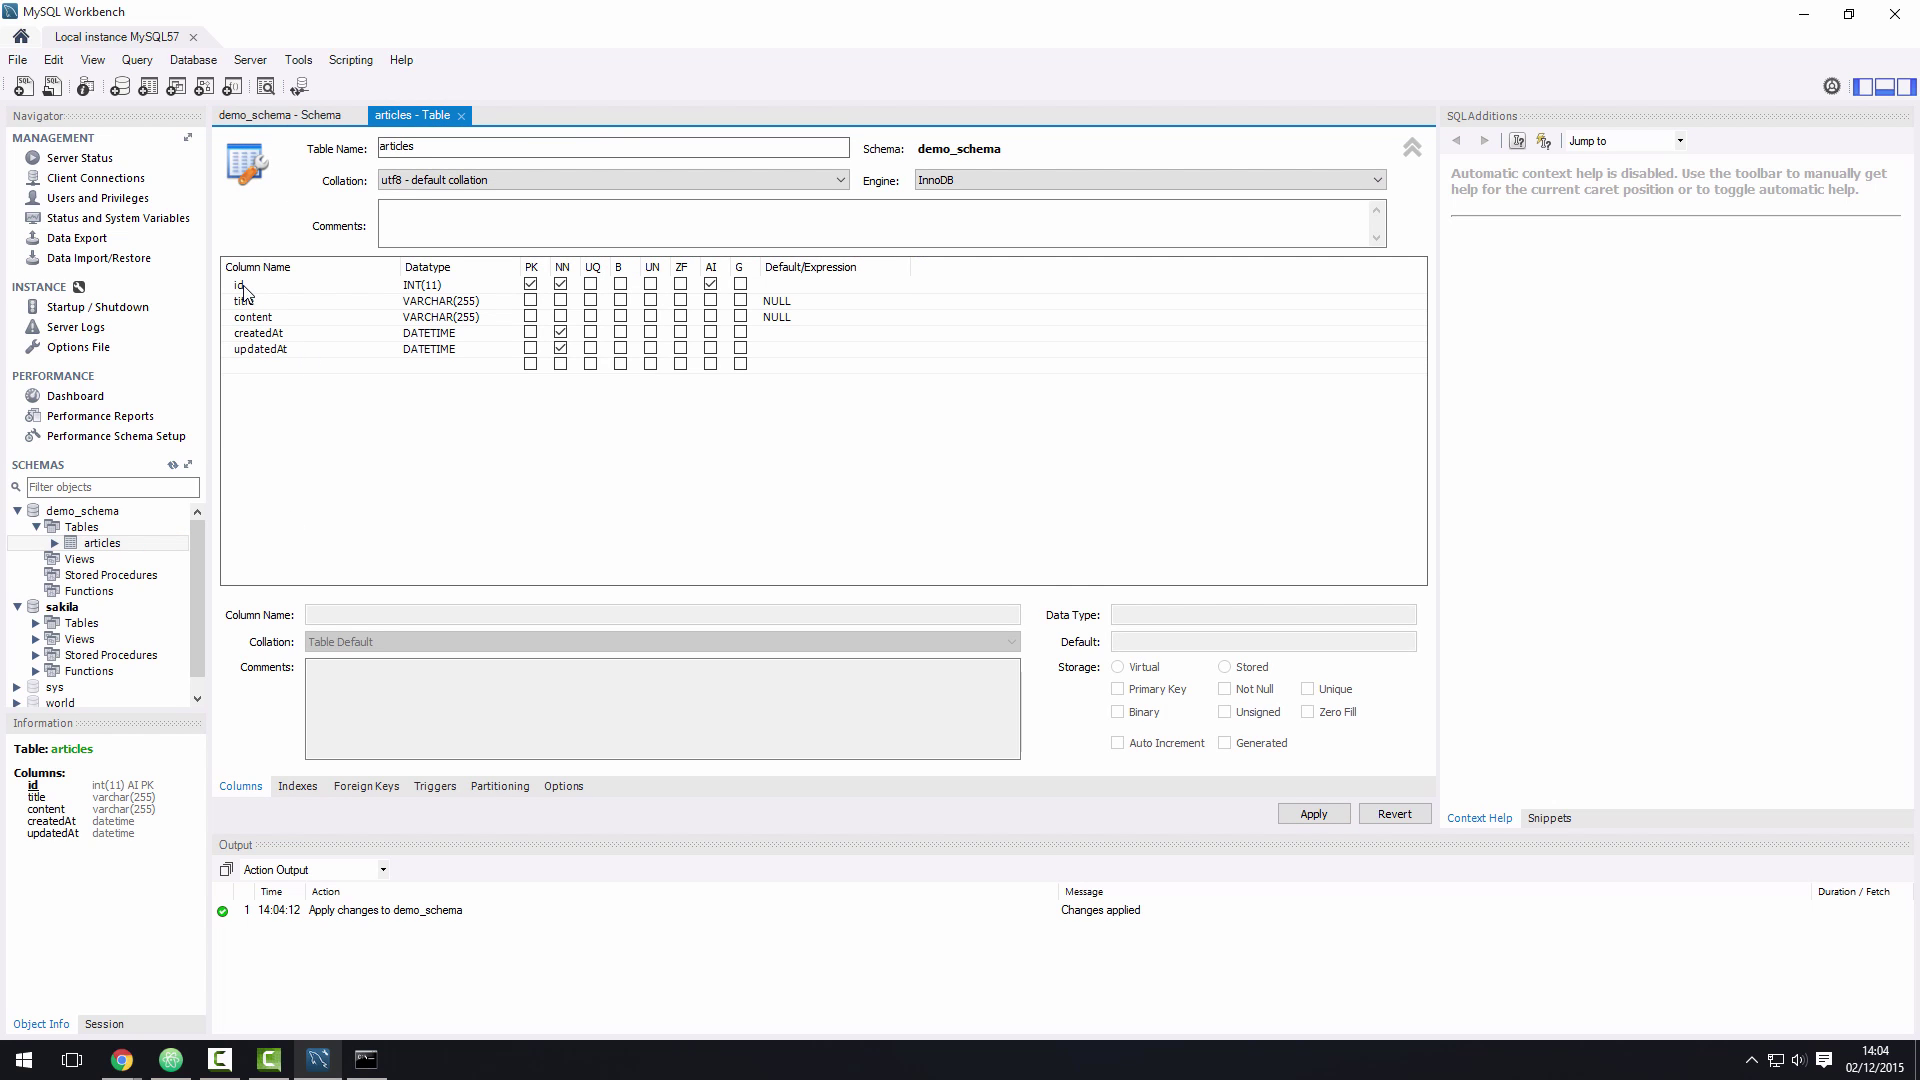 MySQL Workbench
Local instance MySQL57
File Edit View Query Database Server Tools Scripting Help
Navigator
MANAGEMENT
Server Status
Client Connections
Users and Privileges
Status and System Variables
Data Export
Data Import/Restore
INSTANCE
Startup / Shutdown
Server Logs
Options File
PERFORMANCE
Dashboard
Performance Reports
Performance Schema Setup
SCHEMAS
Filter objects
demo_schema
Tables
articles
Views
Stored Procedures
Functions
sakila
Tables
Views
Stored Procedures
Functions
sys
world
Information
Table: articles
Columns:
id int(11) AI PK
title varchar(255)
content varchar(255)
createdAt datetime
updatedAt datetime
Object Info Session
demo_schema - Schema articles - Table
Table Name: articles Schema: demo_schema
Collation: utf8 - default collation Engine: InnoDB
Comments:
Column Name Datatype PK NN UQ B UN ZF AI G Default/Expression
id INT(11)
title VARCHAR(255) NULL
content VARCHAR(255) NULL
createdAt DATETIME
updatedAt DATETIME
Column Name: Data Type:
Collation: Table Default Default:
Comments: Storage: Virtual Stored
Primary Key Not Null Unique
Binary Unsigned Zero Fill
Auto Increment Generated
Columns Indexes Foreign Keys Triggers Partitioning Options
Apply Revert
Output
Action Output
Time Action Message Duration / Fetch
1 14:04:12 Apply changes to demo_schema Changes applied
SQLAdditions
Jump to
Automatic context help is disabled. Use the toolbar to manually get
help for the current caret position or to toggle automatic help.
Context Help Snippets
14:04
02/12/2015